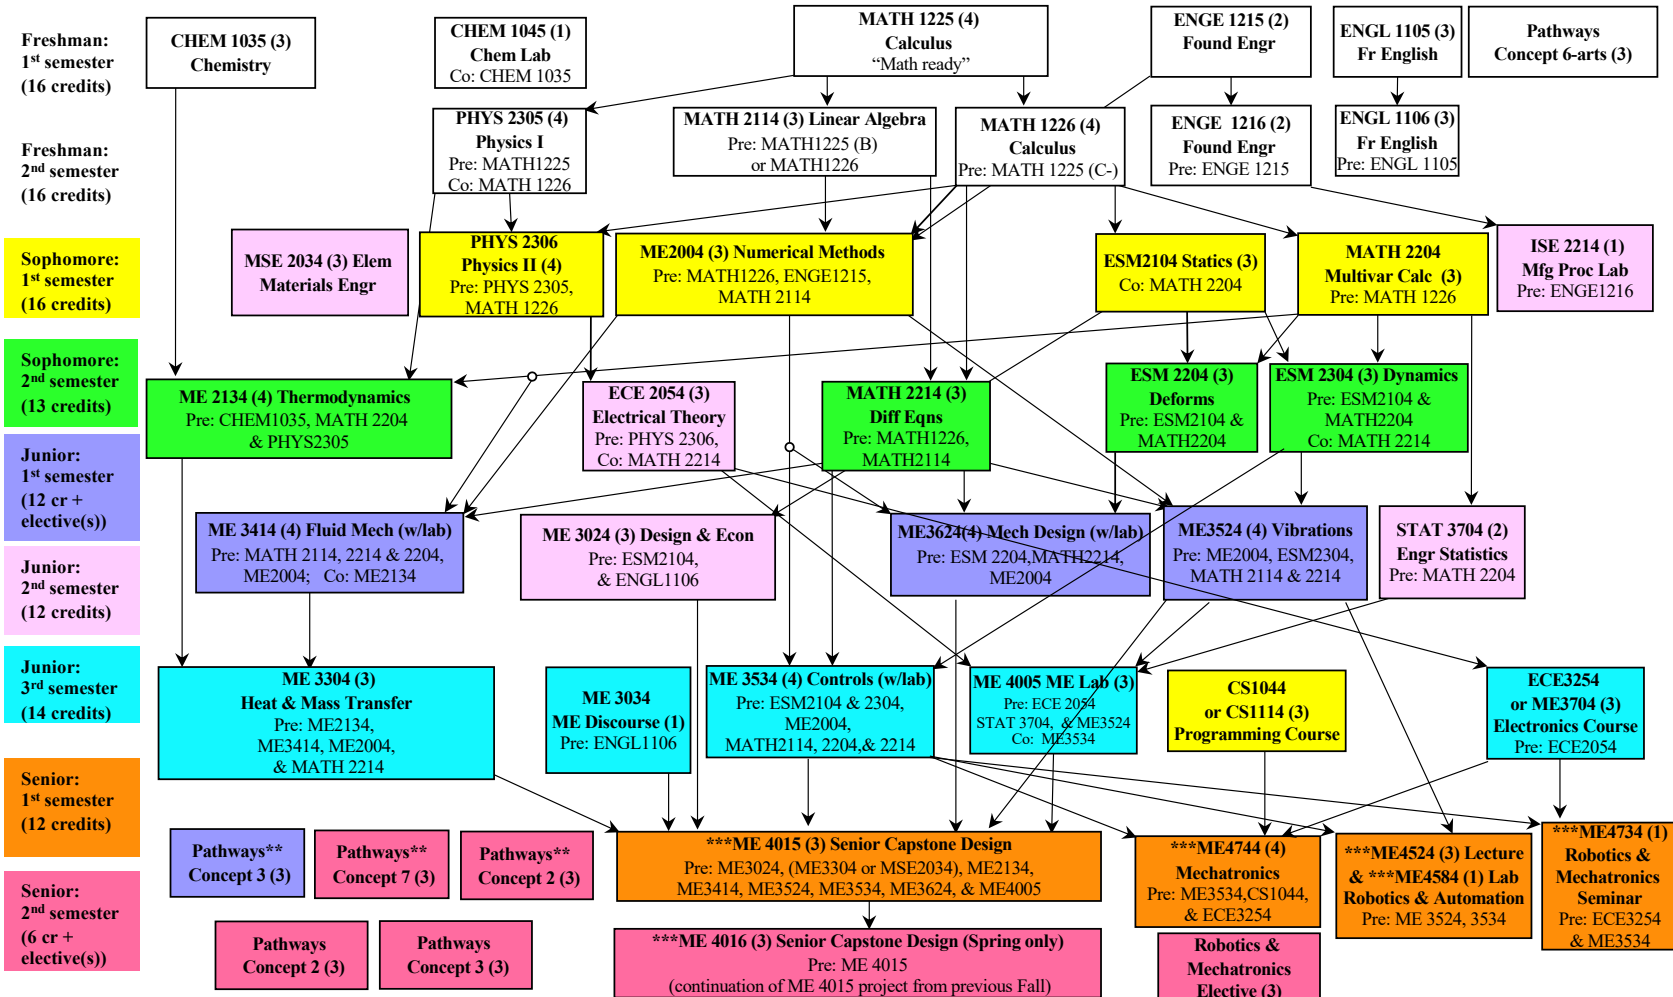 Freshman:
1st semester
(16 credits)
CHEM 1035 (3)
Chemistry
CHEM 1045 (1)
Chem Lab
Co: CHEM 1035
MATH 1225 (4)
Calculus
“Math ready”
ENGE 1215 (2)
Found Engr
ENGL 1105 (3)
Fr English
Pathways
Concept 6-arts (3)
Freshman:
2nd semester
(16 credits)
PHYS 2305 (4)
Physics I
Pre: MATH1225
Co: MATH 1226
MATH 2114 (3) Linear Algebra
Pre: MATH1225 (B)
or MATH1226
MATH 1226 (4)
Calculus
Pre: MATH 1225 (C-)
ENGE 1216 (2)
Found Engr
Pre: ENGE 1215
ENGL 1106 (3)
Fr English
Pre: ENGL 1105
Sophomore:
1st semester
(16 credits)
MSE 2034 (3) Elem
Materials Engr
PHYS 2306
Physics II (4)
Pre: PHYS 2305,
MATH 1226
ME2004 (3) Numerical Methods
Pre: MATH1226, ENGE1215,
MATH 2114
ESM2104 Statics (3)
Co: MATH 2204
MATH 2204
Multivar Calc (3)
Pre: MATH 1226
ISE 2214 (1)
Mfg Proc Lab
Pre: ENGE1216
Sophomore:
2nd semester
(13 credits)
ME 2134 (4) Thermodynamics
Pre: CHEM1035, MATH 2204
& PHYS2305
ECE 2054 (3)
Electrical Theory
Pre: PHYS 2306,
Co: MATH 2214
MATH 2214 (3)
Diff Eqns
Pre: MATH1226,
MATH2114
ESM 2204 (3)
Deforms
Pre: ESM2104 &
MATH2204
ESM 2304 (3) Dynamics
Pre: ESM2104 &
MATH2204
Co: MATH 2214
Junior:
1st semester
(12 cr +
elective(s))
ME 3414 (4) Fluid Mech (w/lab)
Pre: MATH 2114, 2214 & 2204,
ME2004; Co: ME2134
ME 3024 (3) Design & Econ
Pre: ESM2104,
& ENGL1106
ME3624(4) Mech Design (w/lab)
Pre: ESM 2204,MATH2214,
ME2004
ME3524 (4) Vibrations
Pre: ME2004, ESM2304,
MATH 2114 & 2214
STAT 3704 (2)
Engr Statistics
Pre: MATH 2204
Junior:
2nd semester
(12 credits)
Junior:
3rd semester
(14 credits)
ME 3304 (3)
Heat & Mass Transfer
Pre: ME2134,
ME3414, ME2004,
& MATH 2214
ME 3034
ME Discourse (1)
Pre: ENGL1106
ME 3534 (4) Controls (w/lab)
Pre: ESM2104 & 2304,
ME2004,
MATH2114, 2204,& 2214
ME 4005 ME Lab (3)
Pre: ECE 2054
STAT 3704, & ME3524
Co: ME3534
CS1044
or CS1114 (3)
Programming Course
ECE3254
or ME3704 (3)
Electronics Course
Pre: ECE2054
Senior:
1st semester
(12 credits)
Pathways**
Concept 3 (3)
Pathways**
Concept 7 (3)
Pathways**
Concept 2 (3)
***ME 4015 (3) Senior Capstone Design
Pre: ME3024, (ME3304 or MSE2034), ME2134,
ME3414, ME3524, ME3534, ME3624, & ME4005
***ME4744 (4)
Mechatronics
Pre: ME3534,CS1044,
& ECE3254
***ME4524 (3) Lecture
& ***ME4584 (1) Lab
Robotics & Automation
Pre: ME 3524, 3534
***ME4734 (1)
Robotics &
Mechatronics
Seminar
Pre: ECE3254
& ME3534
Senior:
2nd semester
(6 cr +
elective(s))
Pathways
Concept 2 (3)
Pathways
Concept 3 (3)
***ME 4016 (3) Senior Capstone Design (Spring only)
Pre: ME 4015
(continuation of ME 4015 project from previous Fall)
Robotics &
Mechatronics
Elective (3)